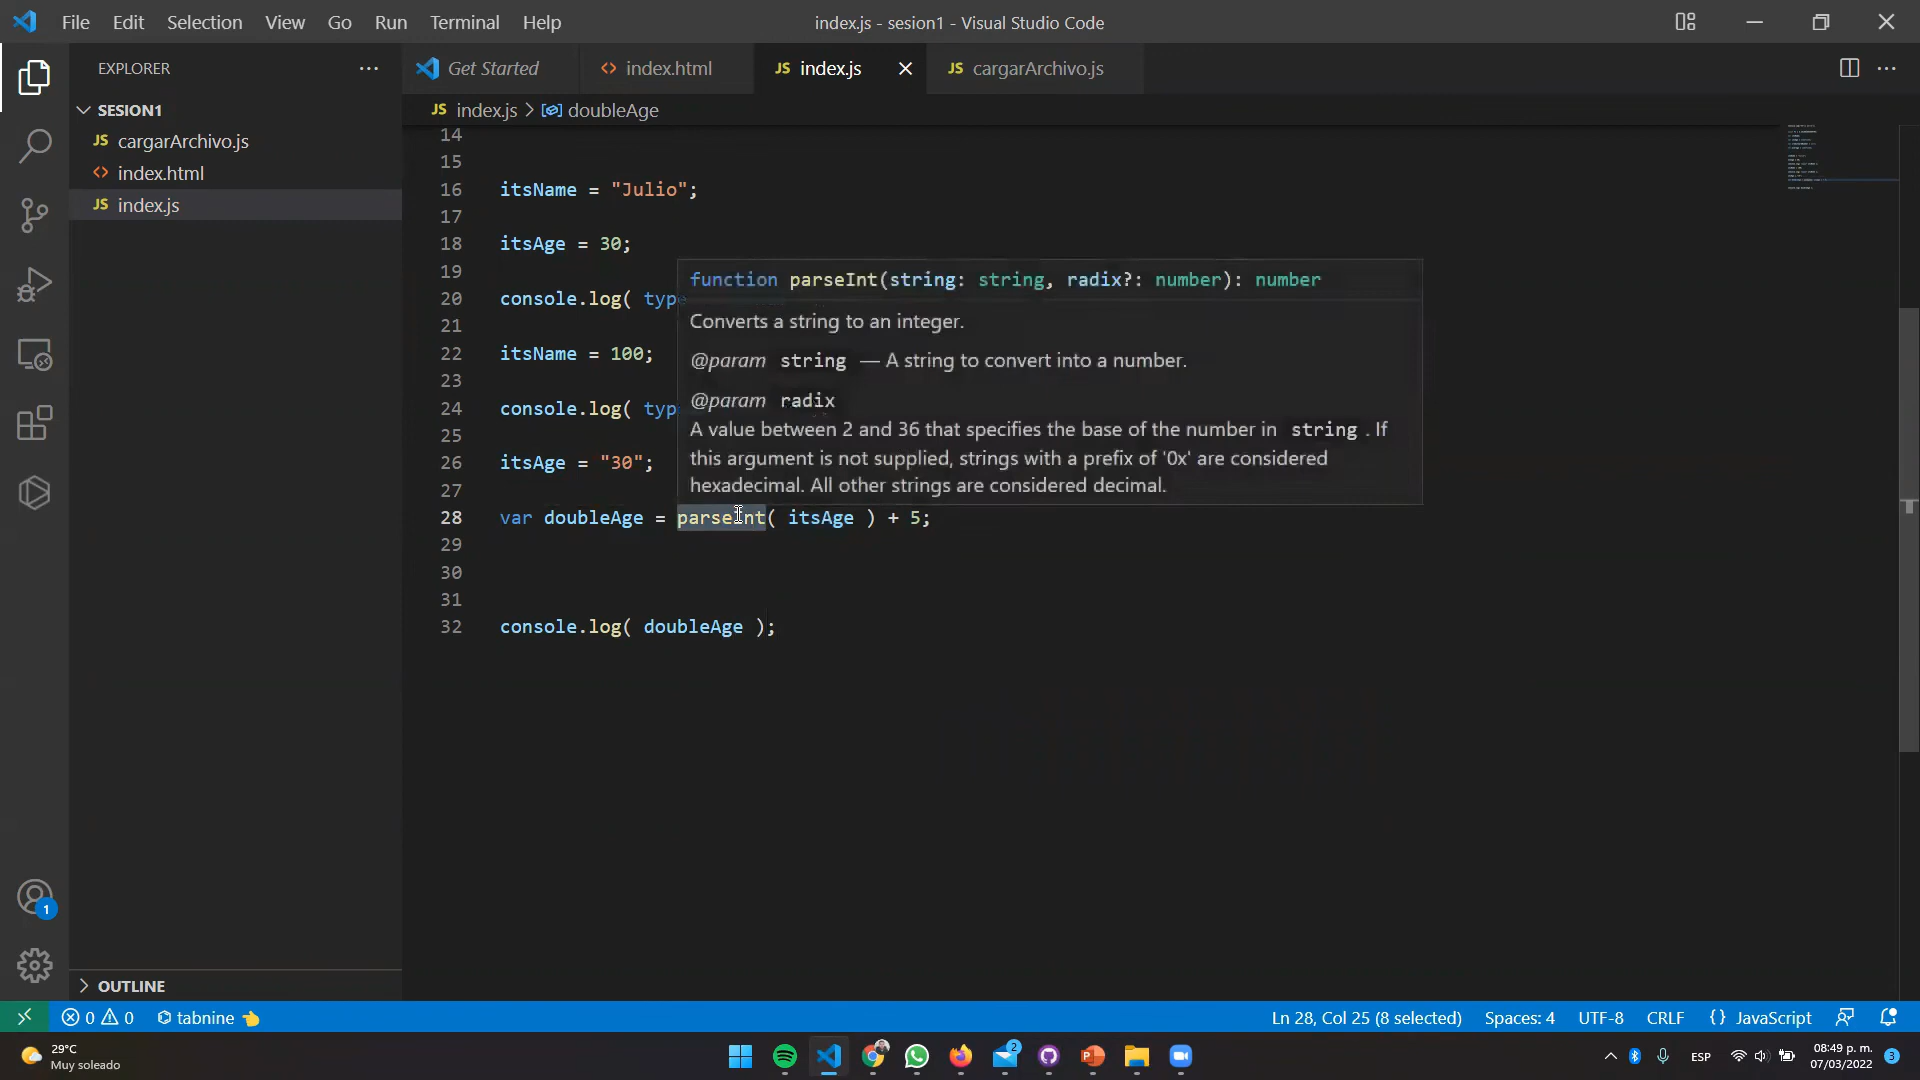 File Edit Selection View Go Run Terminal Help
index.js - sesion1 - Visual Studio Code
EXPLORER
Get Started
index.html
JS index.js
JS cargarArchivo.js
JS index.js > doubleAge
SESION1
JS cargarArchivo.js
index.html
JS index.js
14
15
16 itsName = "Julio";
17
18 itsAge = 30;
19
20 console.log( type
21
22 itsName = 100;
23
24 console.log( typ
25
26 itsAge = "30";
27
28 var doubleAge = parseInt( itsAge ) + 5;
29
30
31
32 console.log( doubleAge );
function parseInt(string: string, radix?: number): number
Converts a string to an integer.
@param string — A string to convert into a number.
@param radix
A value between 2 and 36 that specifies the base of the number in string . If
this argument is not supplied, strings with a prefix of '0x' are considered
hexadecimal. All other strings are considered decimal.
1
OUTLINE
0 0 tabnine
Ln 28, Col 25 (8 selected) Spaces: 4 UTF-8 CRLF {} JavaScript
29°C
Muy soleado
2
ESP
08:49 p. m.
07/03/2022
3